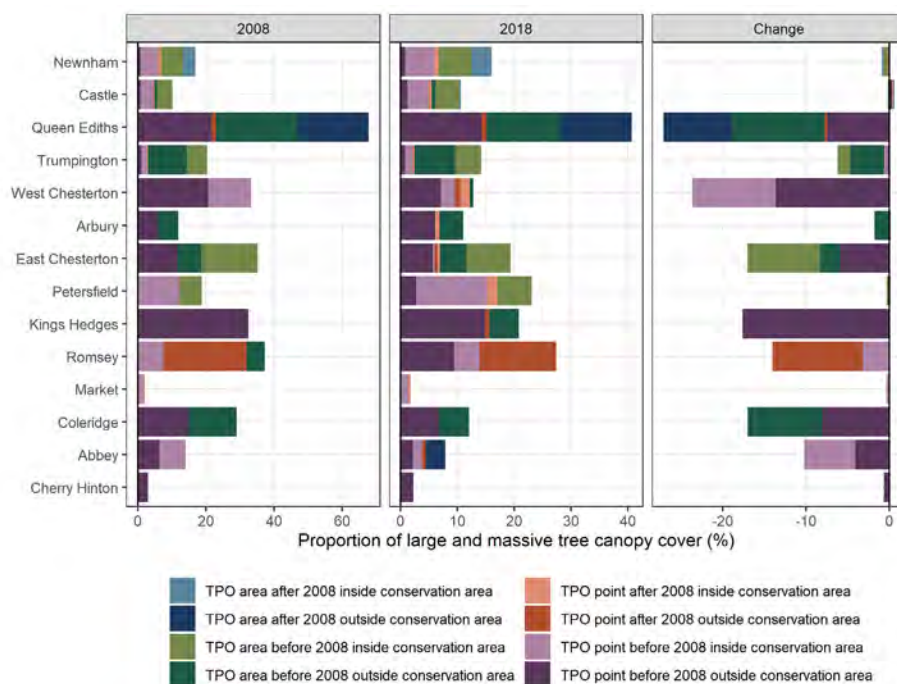 2008 2018 Change
Newnham
Castle
Queen Ediths
Trumpington
West Chesterton
Arbury
East Chesterton
Petersfield
Kings Hedges
Romsey
Market
Coleridge
Abbey
Cherry Hinton
0 20 40 60 0 10 20 30 40 -20 -10 0
Proportion of large and massive tree canopy cover (%)
TPO area after 2008 inside conservation area
TPO area after 2008 outside conservation area
TPO area before 2008 inside conservation area
TPO area before 2008 outside conservation area
TPO point after 2008 inside conservation area
TPO point after 2008 outside conservation area
TPO point before 2008 inside conservation area
TPO point before 2008 outside conservation area